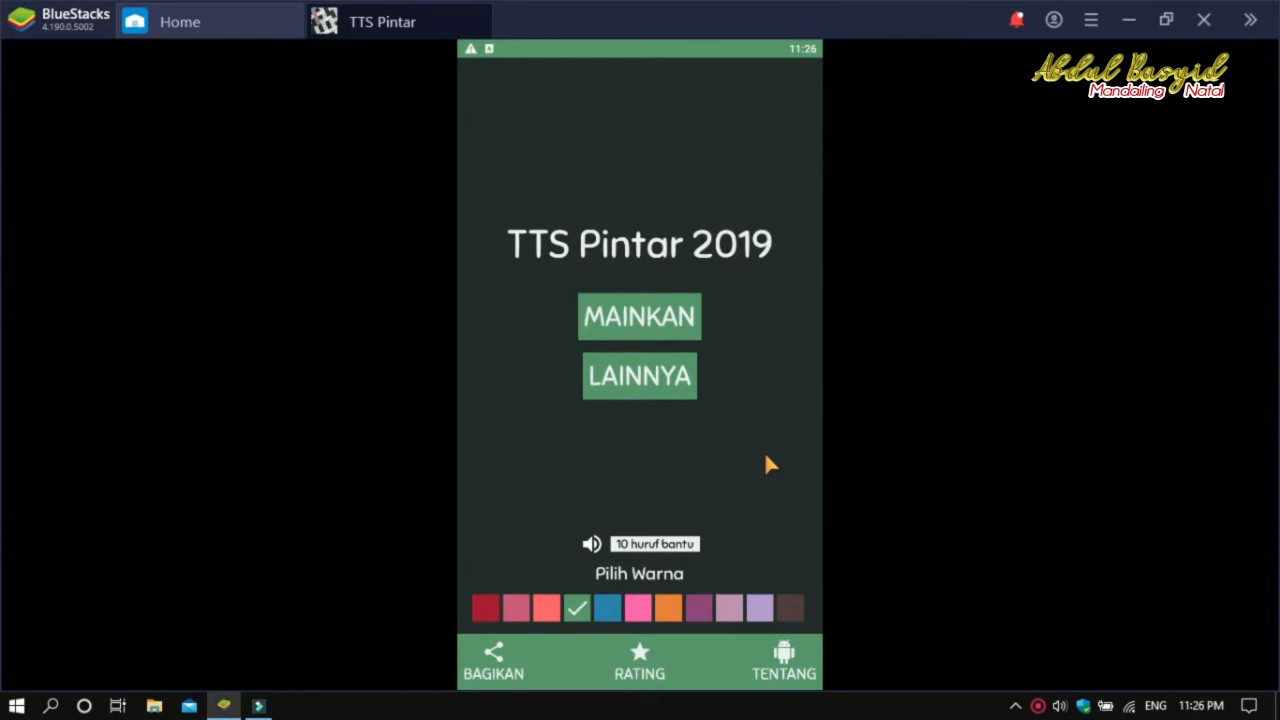 BlueStacks
4.190.0.5002
Home
TTS Pintar
Abdul Basyid
Mandailing Natal
A
11:26
TTS Pintar 2019
MAINKAN
LAINNYA
10 huruf bantu
Pilih Warna
BAGIKAN
RATING
TENTANG
ENG
11:26 PM